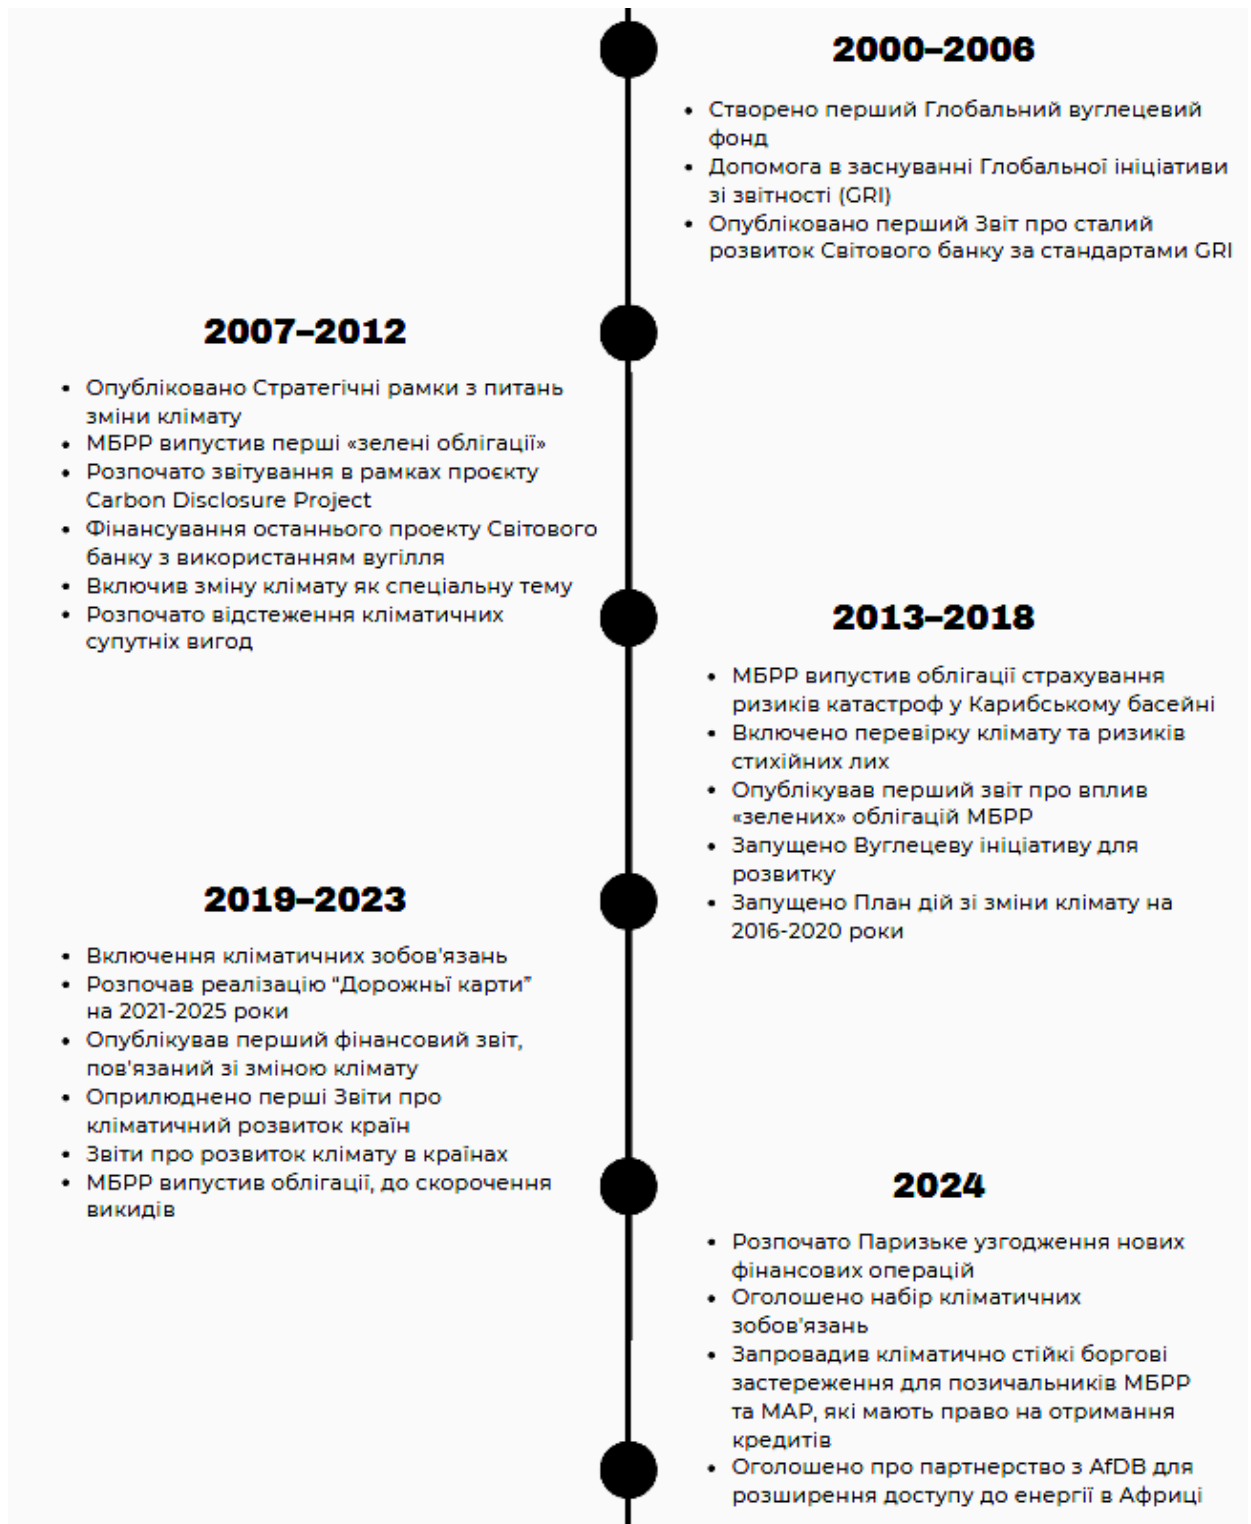 2000–2006
• Створено перший Глобальний вуглецевий
фонд
• Допомога в заснуванні Глобальної ініціативи
зі звітності (GRI)
• Опубліковано перший Звіт про сталий
розвиток Світового банку за стандартами GRI
2007–2012
• Опубліковано Стратегічні рамки з питань
зміни клімату
• МБРР випустив перші «зелені облігації»
• Розпочато звітування в рамках проєкту
Carbon Disclosure Project
• Фінансування останнього проекту Світового
банку з використанням вугілля
• Включив зміну клімату як спеціальну тему
• Розпочато відстеження кліматичних
супутніх вигод
2013–2018
• МБРР випустив облігації страхування
ризиків катастроф у Карибському басейні
• Включено перевірку клімату та ризиків
стихійних лих
• Опублікував перший звіт про вплив
«зелених» облігацій МБРР
• Запущено Вуглецеву ініціативу для
розвитку
• Запущено План дій зі зміни клімату на
2016-2020 роки
2019–2023
• Включення кліматичних зобов'язань
• Розпочав реалізацію “Дорожньї карти”
на 2021-2025 роки
• Опублікував перший фінансовий звіт,
пов'язаний зі зміною клімату
• Оприлюднено перші Звіти про
кліматичний розвиток країн
• Звіти про розвиток клімату в країнах
• МБРР випустив облігації, до скорочення
викидів
2024
• Розпочато Паризьке узгодження нових
фінансових операцій
• Оголошено набір кліматичних
зобов'язань
• Запровадив кліматично стійкі боргові
застереження для позичальників МБРР
та МАР, які мають право на отримання
кредитів
• Оголошено про партнерство з AfDB для
розширення доступу до енергії в Африці